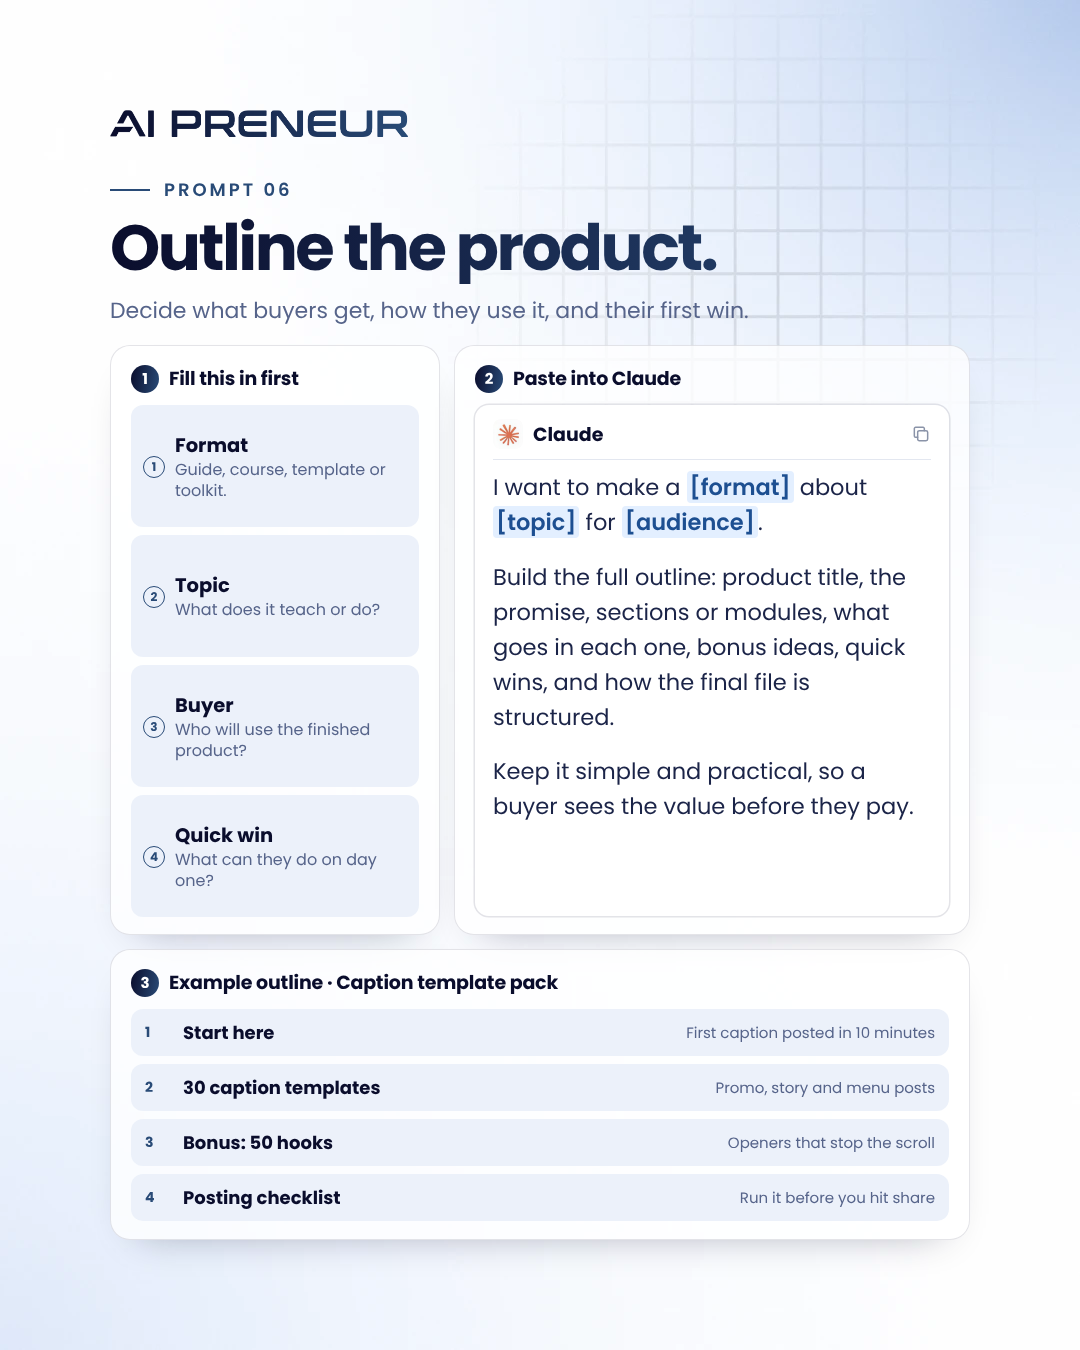 AI PRENEUR
PROMPT 06
Outline the product.
Decide what buyers get, how they use it, and their first win.
1 Fill this in first
1 Format
Guide, course, template or
toolkit.
2 Topic
What does it teach or do?
3 Buyer
Who will use the finished
product?
4 Quick win
What can they do on day
one?
2 Paste into Claude
Claude
I want to make a [format] about
[topic] for [audience].
Build the full outline: product title, the
promise, sections or modules, what
goes in each one, bonus ideas, quick
wins, and how the final file is
structured.
Keep it simple and practical, so a
buyer sees the value before they pay.
3 Example outline · Caption template pack
1 Start here First caption posted in 10 minutes
2 30 caption templates Promo, story and menu posts
3 Bonus: 50 hooks Openers that stop the scroll
4 Posting checklist Run it before you hit share